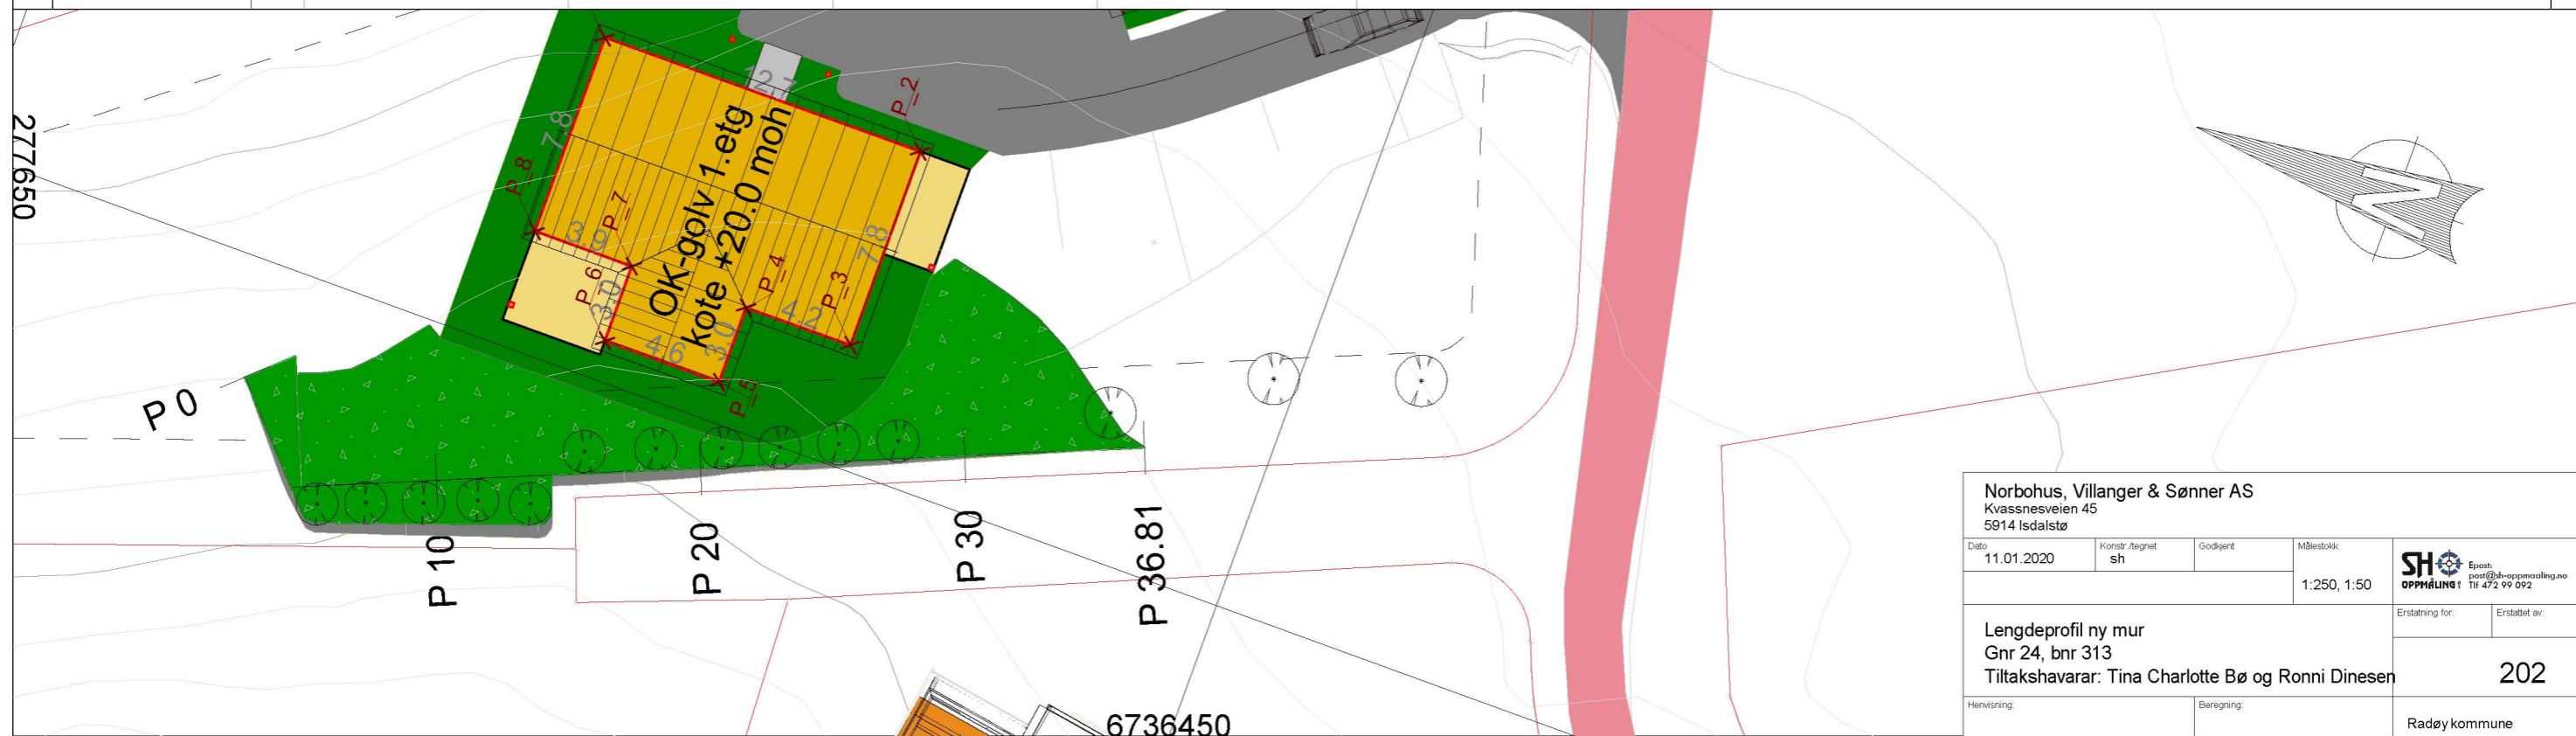 277650
12.7
P_2
7.8
P_8
P_7
3.9
OK-golv 1.etg
kote +20.0 moh
7.8
P_6
3.0
P_4
P_3
4.2
4.6
3.0
P_5
P 0
P 10
P 20
P 30
P 36.81
6736450
Norbohus, Villanger & Sønner AS
Kvassnesveien 45
5914 Isdalstø
Dato
11.01.2020
Konstr./tegnet
sh
Godkjent
Målestokk
1:250, 1:50
SH
OPPMÅLING
Epost:
post@sh-oppmaaling.no
Tlf 472 99 092
Erstatning for:
Erstattet av:
Lengdeprofil ny mur
Gnr 24, bnr 313
Tiltakshavarar: Tina Charlotte Bø og Ronni Dinesen
202
Henvisning:
Beregning:
Radøy kommune